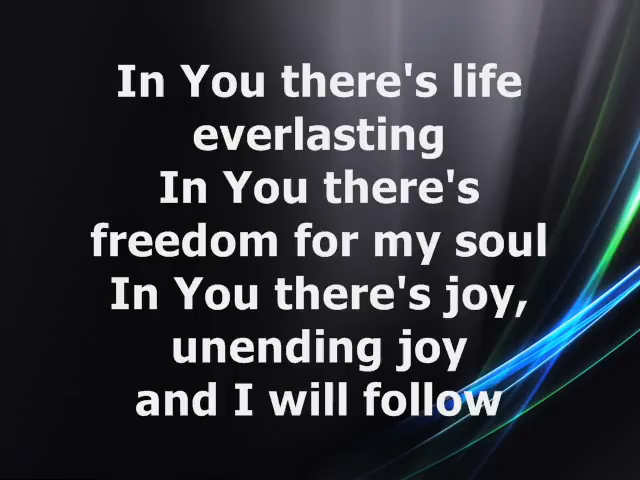 In You there's life
everlasting
In You there's
freedom for my soul
In You there's joy,
unending joy
and I will follow